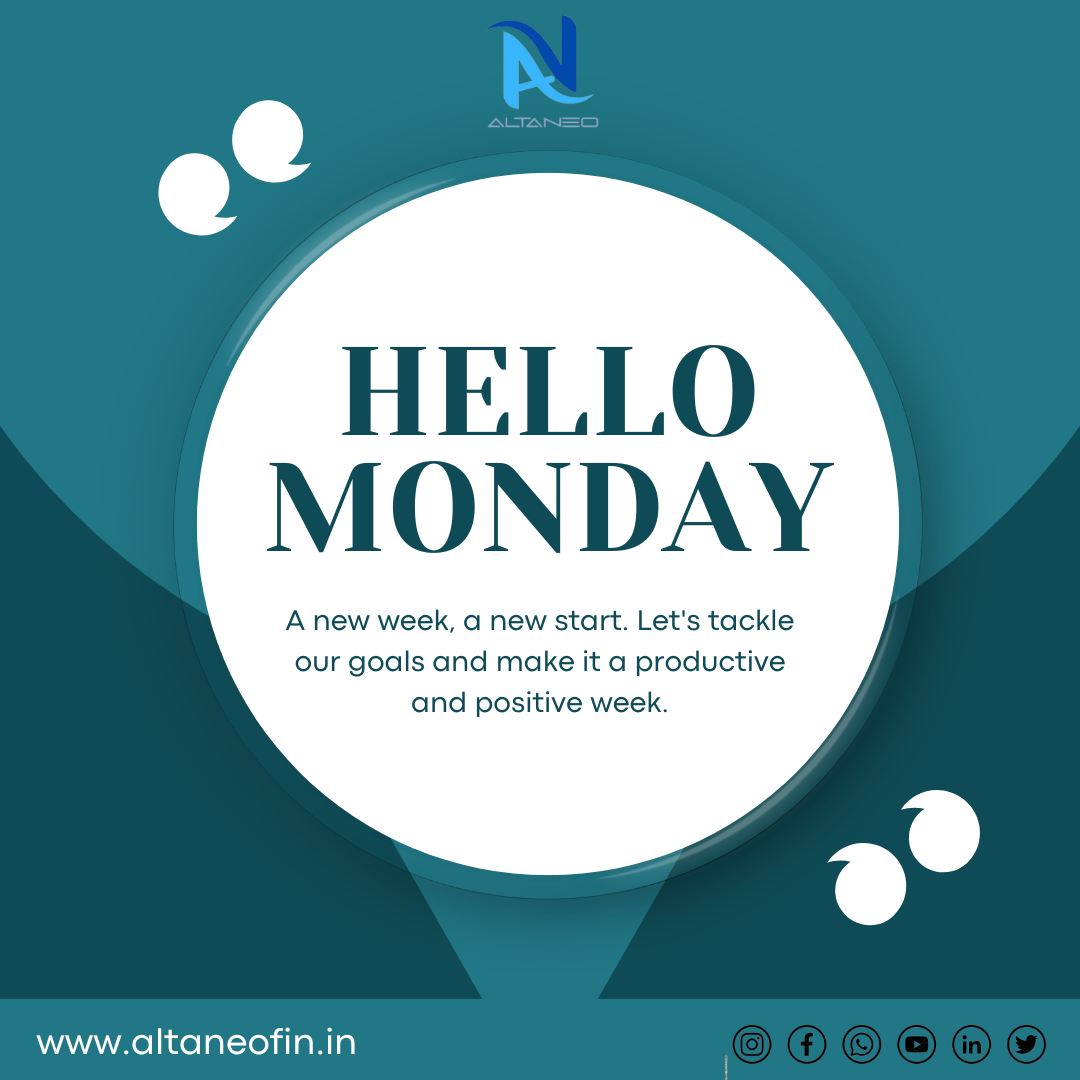 ALTANEO
HELLO
MONDAY
A new week, a new start. Let's tackle
our goals and make it a productive
and positive week.
www.altaneofin.in